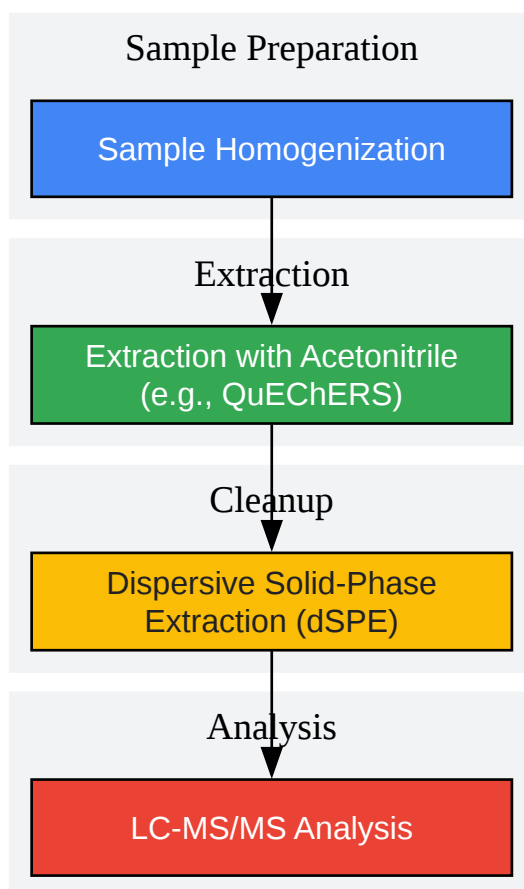 Sample Preparation
Sample Homogenization
Extraction
Extraction with Acetonitrile
(e.g., QuEChERS)
Cleanup
Dispersive Solid-Phase
Extraction (dSPE)
Analysis
LC-MS/MS Analysis